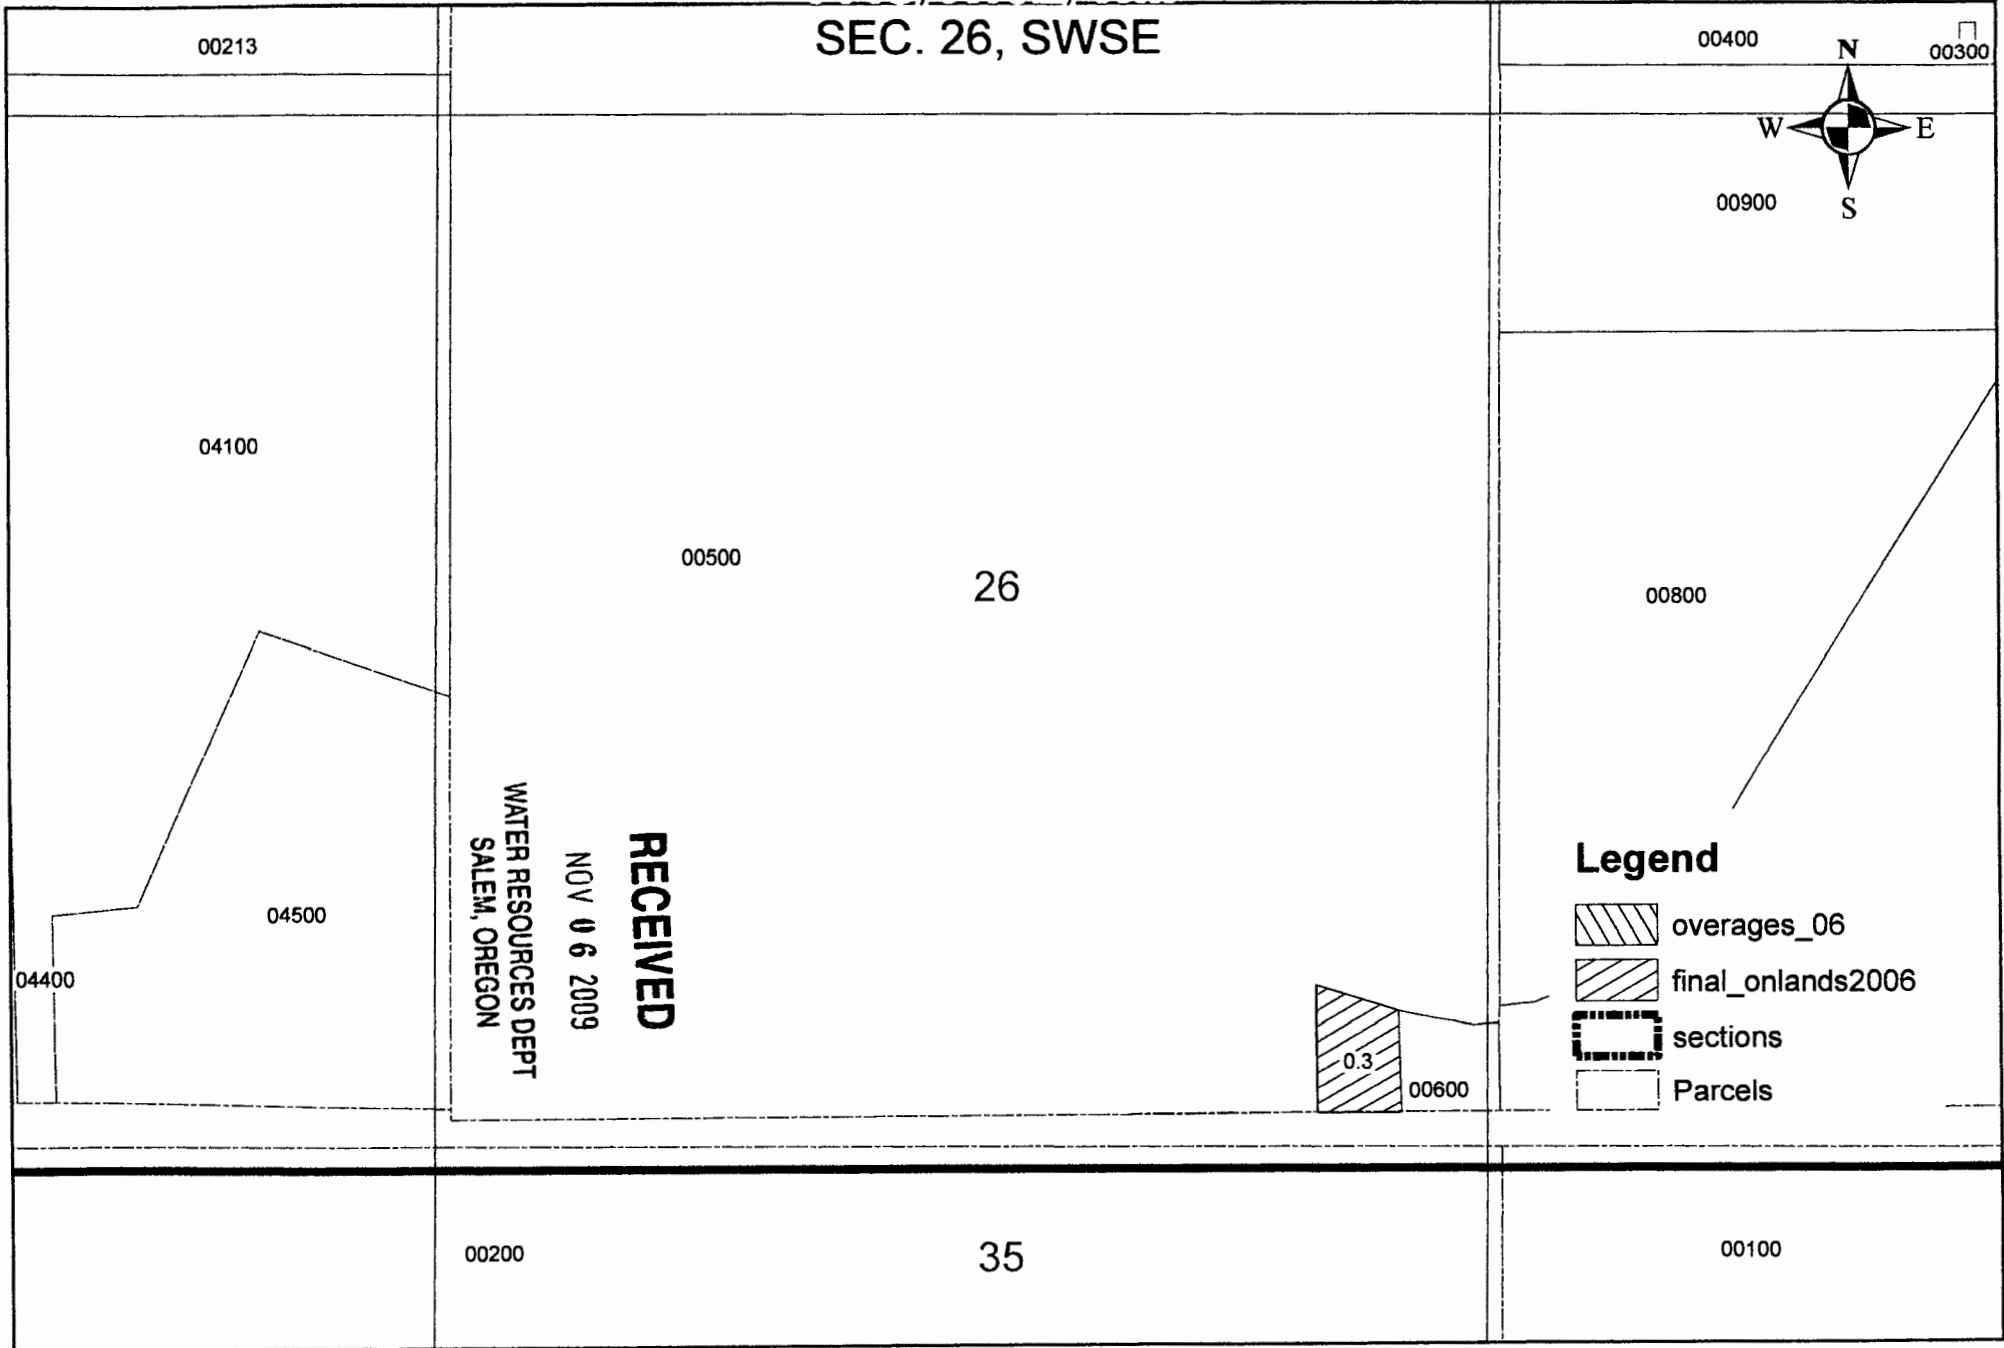 SEC. 26, SWSE
00213
00400
00300
N
W
E
S
00900
04100
00500
26
00800
04500
04400
RECEIVED
NOV 06 2009
WATER RESOURCES DEPT
SALEM, OREGON
Legend
overages_06
final_onlands2006
sections
Parcels
0.3
00600
00200
35
00100